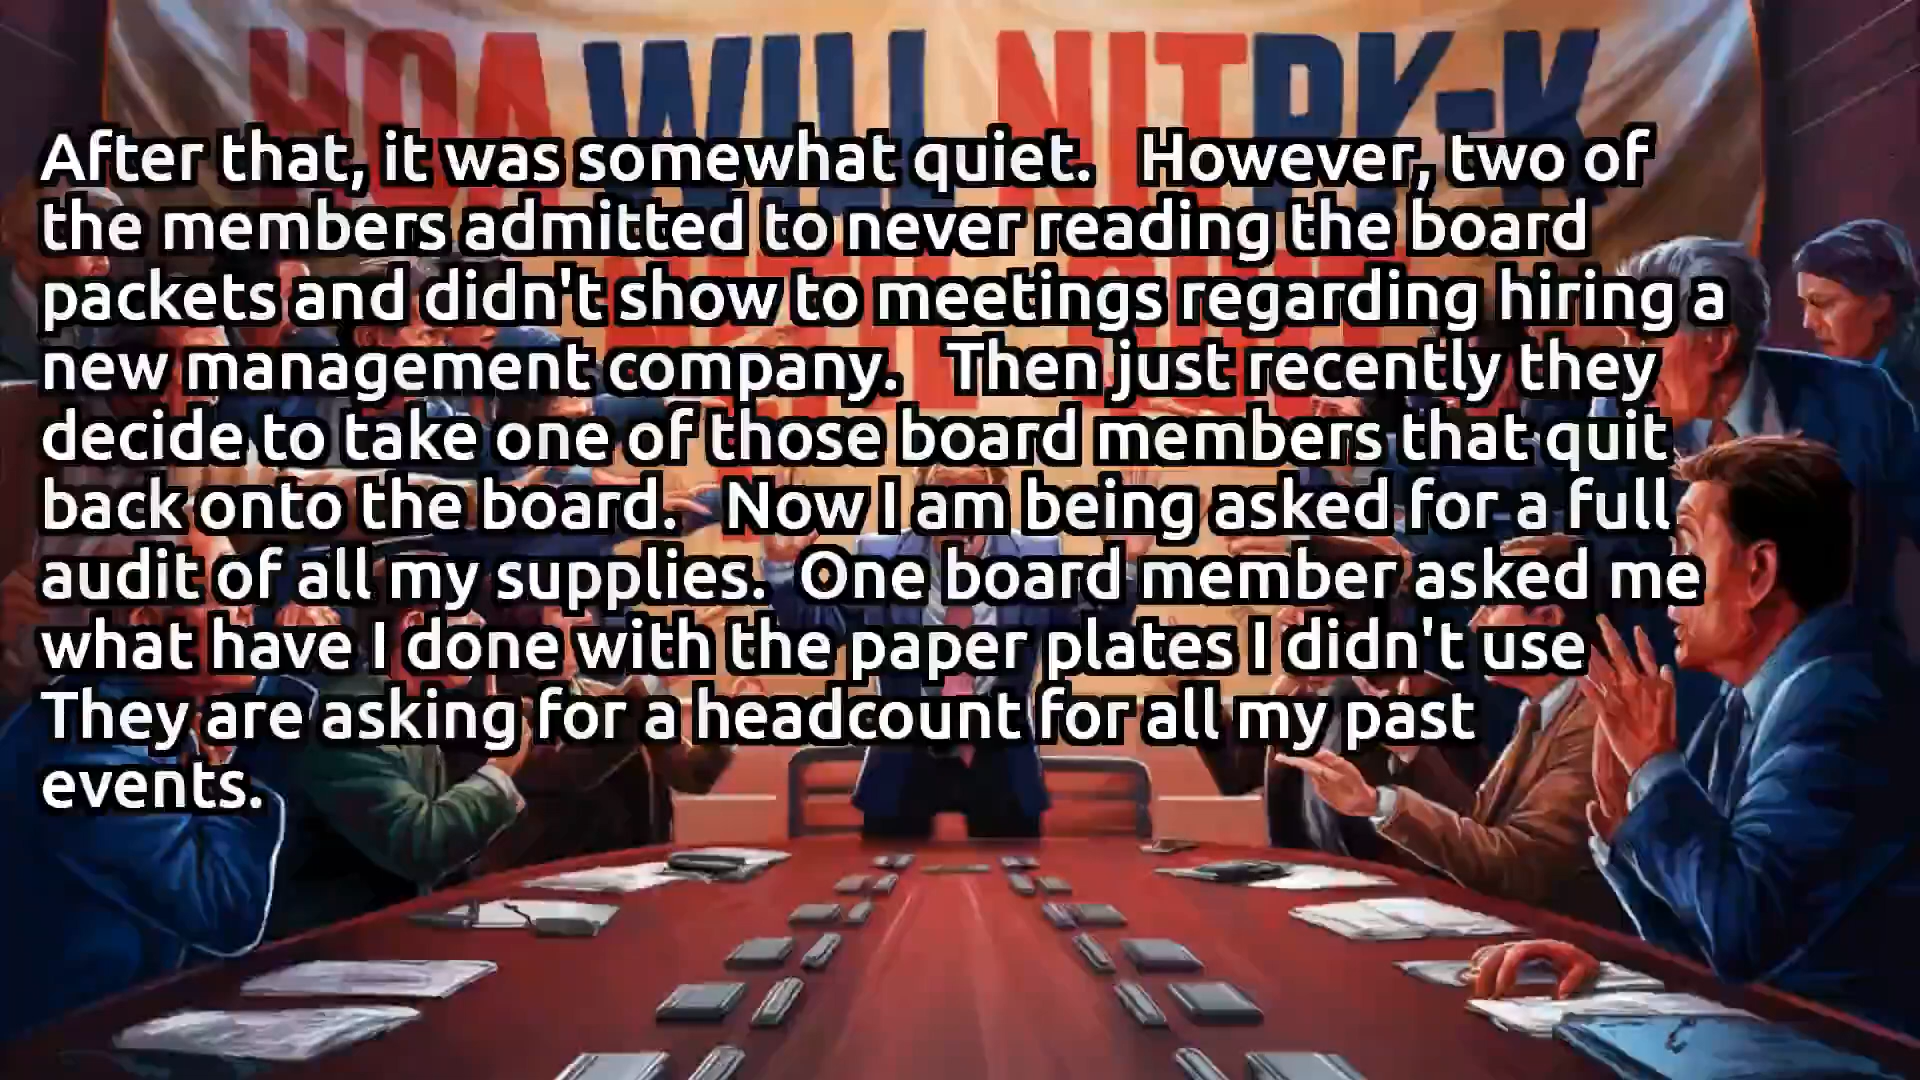 HOA WILL NIT PK-K
After that, it was somewhat quiet. However, two of
the members admitted to never reading the board
packets and didn't show to meetings regarding hiring a
new management company. Then just recently they
decide to take one of those board members that quit
back onto the board. Now I am being asked for a full
audit of all my supplies. One board member asked me
what have I done with the paper plates I didn't use
They are asking for a headcount for all my past
events.